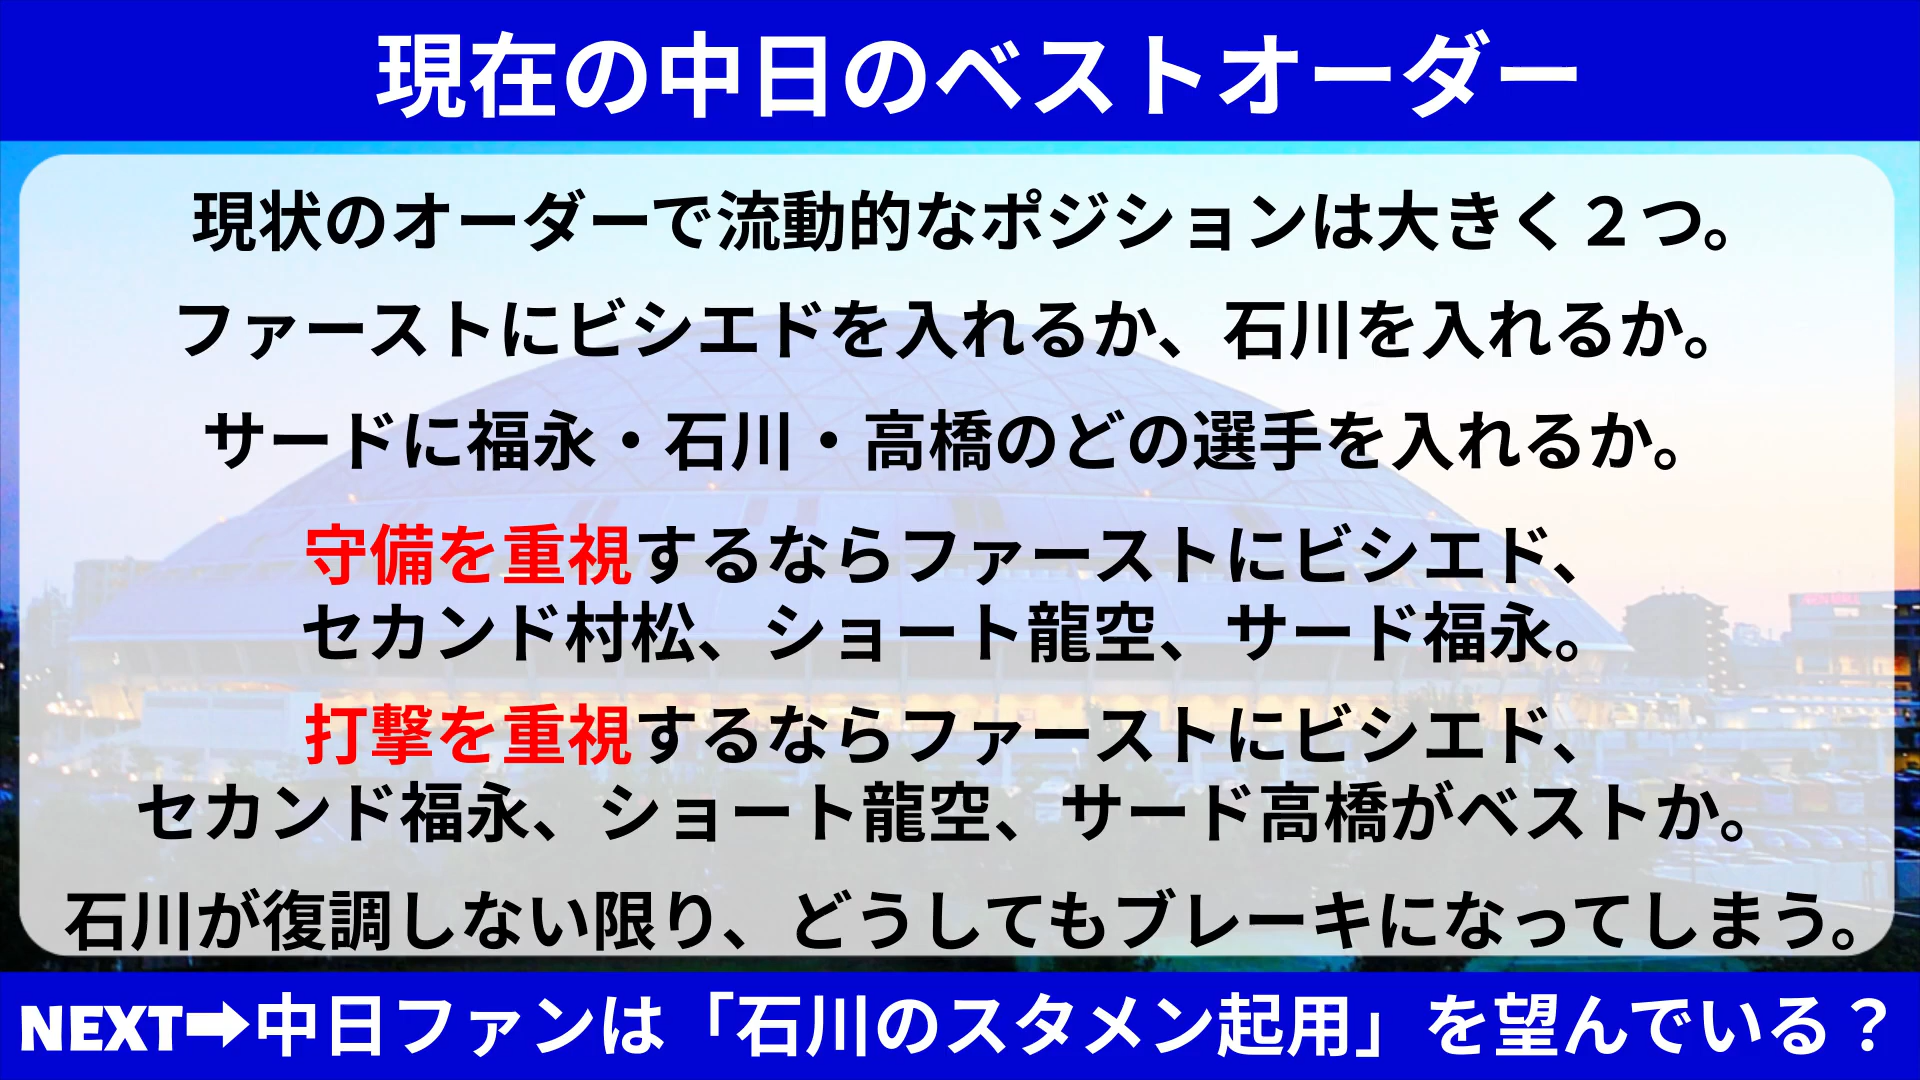 現在の中日のベストオーダー
現状のオーダーで流動的なポジションは大きく２つ。
ファーストにビシエドを入れるか、石川を入れるか。
サードに福永・石川・高橋のどの選手を入れるか。
守備を重視するならファーストにビシエド、
セカンド村松、ショート龍空、サード福永。
打撃を重視するならファーストにビシエド、
セカンド福永、ショート龍空、サード高橋がベストか。
石川が復調しない限り、どうしてもブレーキになってしまう。
NEXT➡中日ファンは「石川のスタメン起用」を望んでいる？